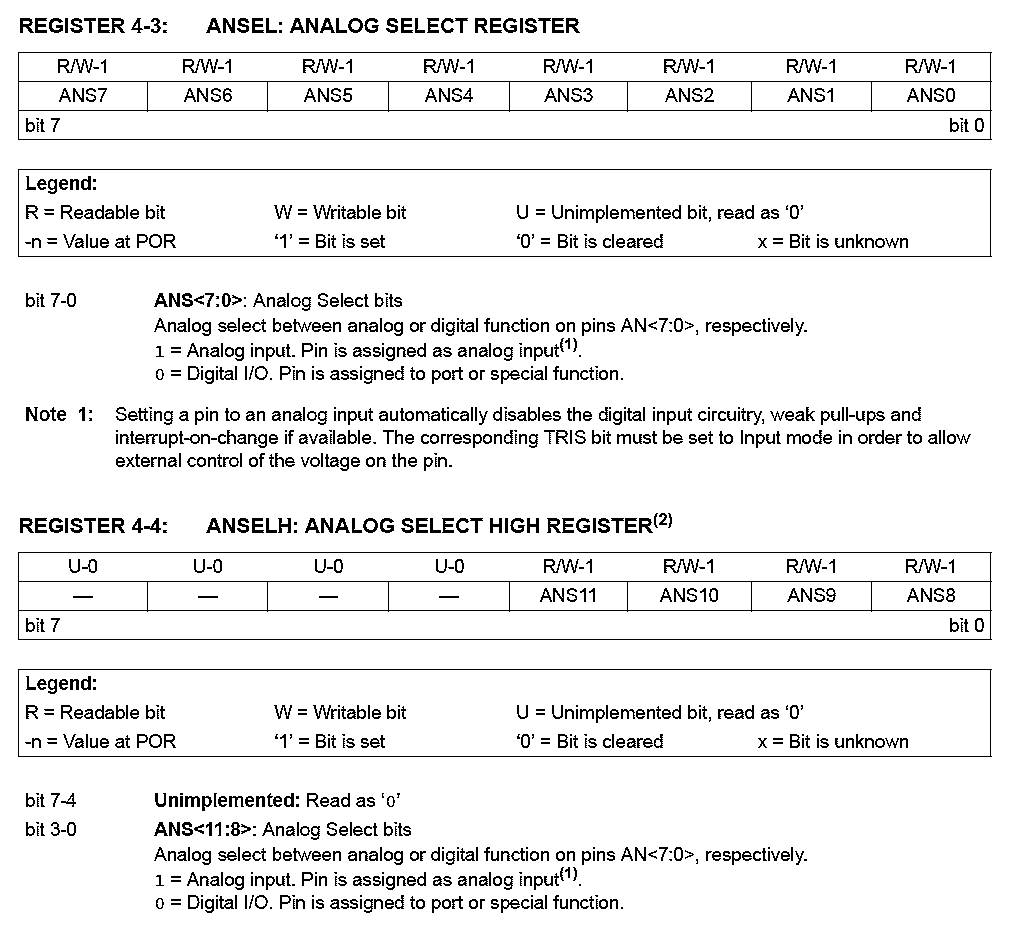 REGISTER 4-3: ANSEL: ANALOG SELECT REGISTER
R/W-1 R/W-1 R/W-1 R/W-1 R/W-1 R/W-1 R/W-1 R/W-1
ANS7 ANS6 ANS5 ANS4 ANS3 ANS2 ANS1 ANS0
bit 7 bit 0
Legend:
R = Readable bit W = Writable bit U = Unimplemented bit, read as ‘0’
-n = Value at POR ‘1’ = Bit is set ‘0’ = Bit is cleared x = Bit is unknown
bit 7-0 ANS<7:0>: Analog Select bits
Analog select between analog or digital function on pins AN<7:0>, respectively.
1 = Analog input. Pin is assigned as analog input(1).
0 = Digital I/O. Pin is assigned to port or special function.
Note 1: Setting a pin to an analog input automatically disables the digital input circuitry, weak pull-ups and
interrupt-on-change if available. The corresponding TRIS bit must be set to Input mode in order to allow
external control of the voltage on the pin.
REGISTER 4-4: ANSELH: ANALOG SELECT HIGH REGISTER(2)
U-0 U-0 U-0 U-0 R/W-1 R/W-1 R/W-1 R/W-1
— — — — ANS11 ANS10 ANS9 ANS8
bit 7 bit 0
Legend:
R = Readable bit W = Writable bit U = Unimplemented bit, read as ‘0’
-n = Value at POR ‘1’ = Bit is set ‘0’ = Bit is cleared x = Bit is unknown
bit 7-4 Unimplemented: Read as ‘0’
bit 3-0 ANS<11:8>: Analog Select bits
Analog select between analog or digital function on pins AN<7:0>, respectively.
1 = Analog input. Pin is assigned as analog input(1).
0 = Digital I/O. Pin is assigned to port or special function.